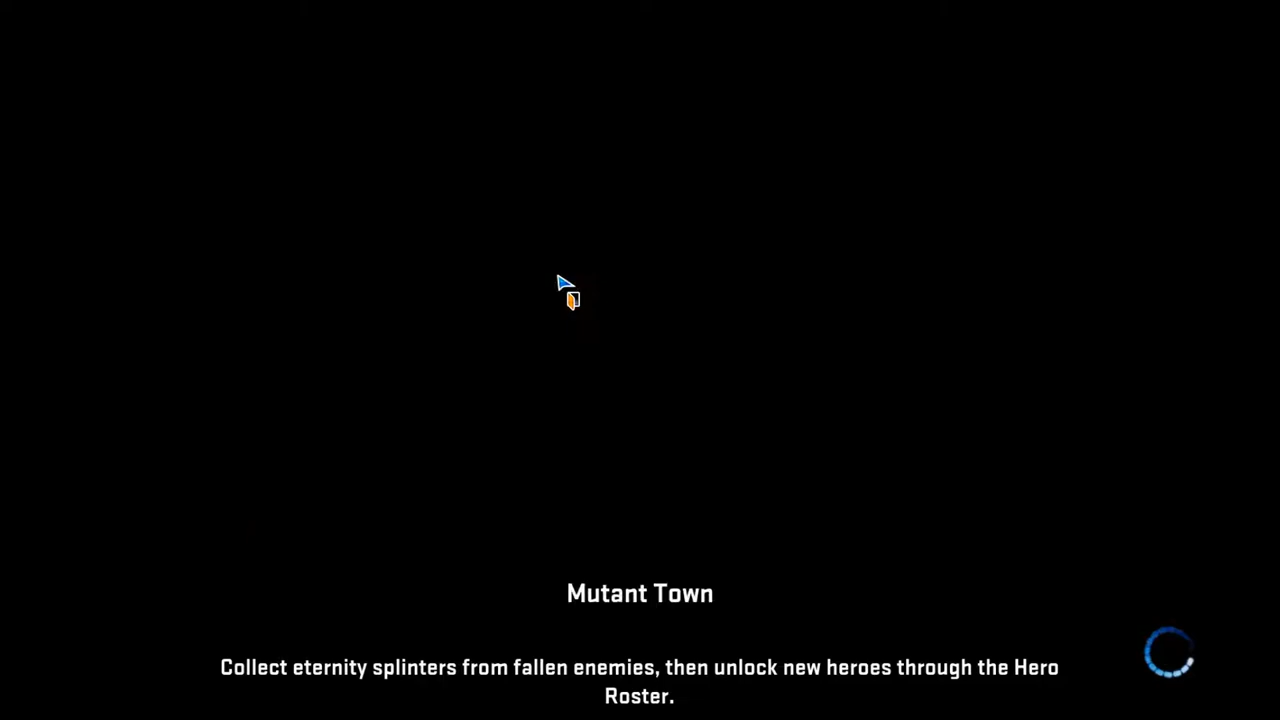 Mutant Town
Collect eternity splinters from fallen enemies, then unlock new heroes through the Hero
Roster.